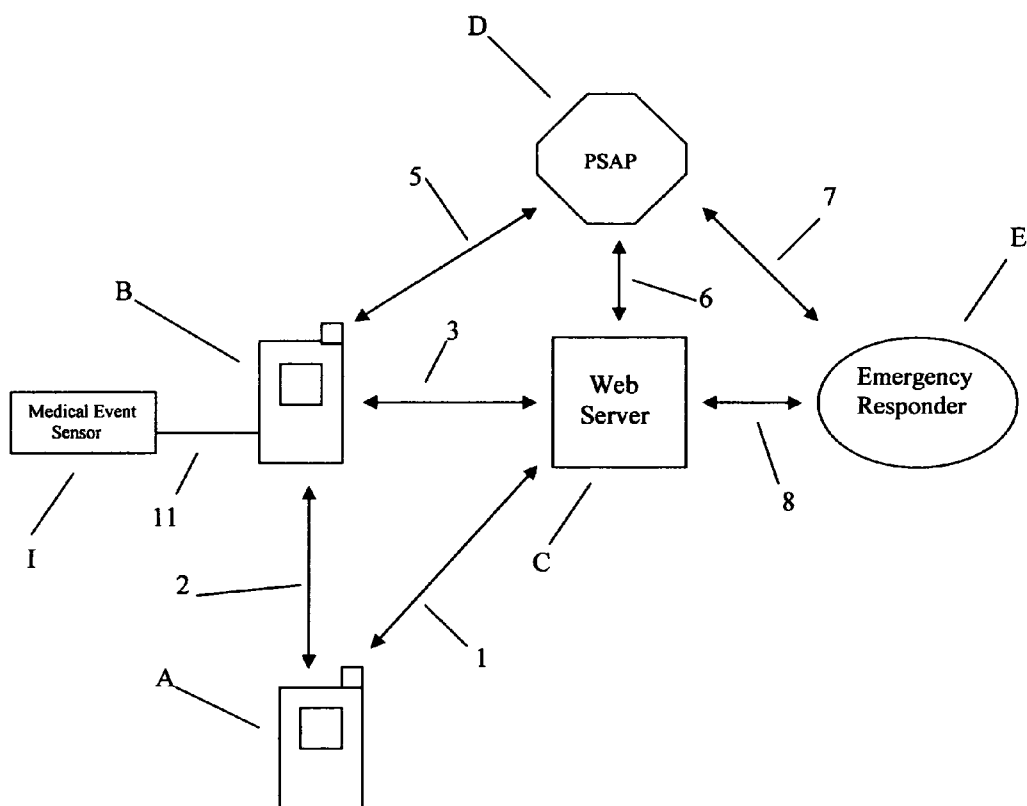 D
PSAP
5
7
E
B
6
3
Web
Server
Emergency
Responder
Medical Event
Sensor
11
8
I
C
2
1
A